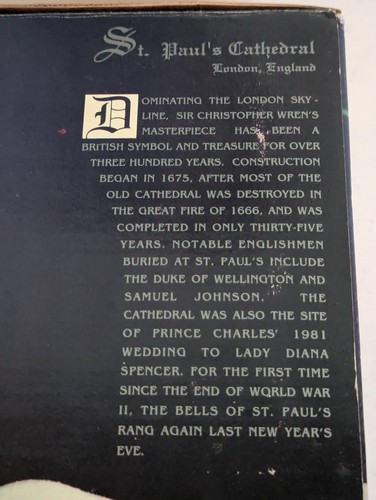 St. Paul's Cathedral
London, England
DOMINATING THE LONDON SKY-
LINE, SIR CHRISTOPHER WREN'S
MASTERPIECE HAS BEEN A
BRITISH SYMBOL AND TREASURE FOR OVER
THREE HUNDRED YEARS. CONSTRUCTION
BEGAN IN 1675, AFTER MOST OF THE
OLD CATHEDRAL WAS DESTROYED IN
THE GREAT FIRE OF 1666, AND WAS
COMPLETED IN ONLY THIRTY-FIVE
YEARS. NOTABLE ENGLISHMEN
BURIED AT ST. PAUL'S INCLUDE
THE DUKE OF WELLINGTON AND
SAMUEL JOHNSON. THE
CATHEDRAL WAS ALSO THE SITE
OF PRINCE CHARLES' 1981
WEDDING TO LADY DIANA
SPENCER. FOR THE FIRST TIME
SINCE THE END OF WORLD WAR
II, THE BELLS OF ST. PAUL'S
RANG AGAIN LAST NEW YEAR'S
EVE.